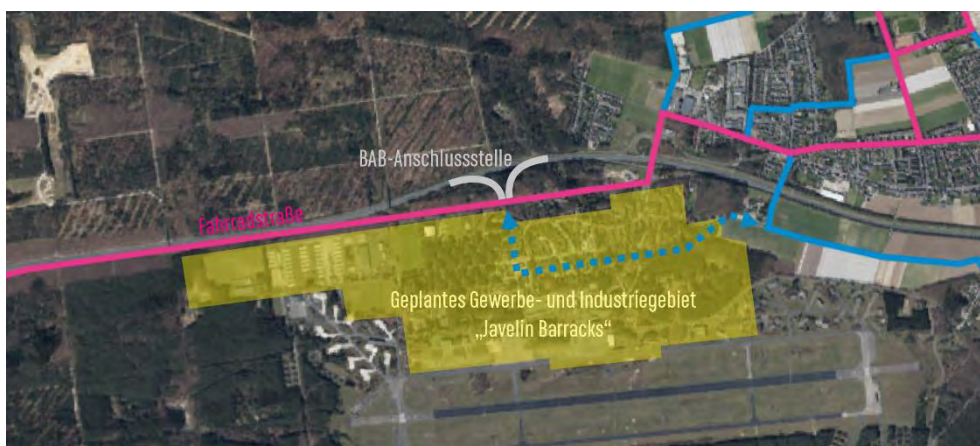 BAB-Anschlussstelle
Fahrradstraße
Geplantes Gewerbe- und Industriegebiet
„Javelin Barracks“